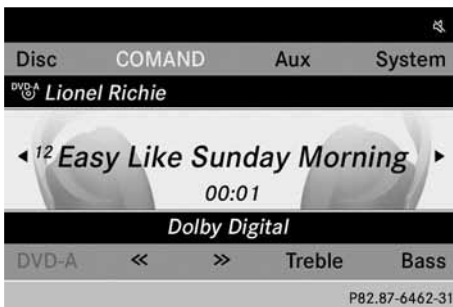 Disc COMAND Aux System
DVD-A Lionel Richie
12 Easy Like Sunday Morning
00:01
Dolby Digital
DVD-A << >> Treble Bass
P82.87-6462-31